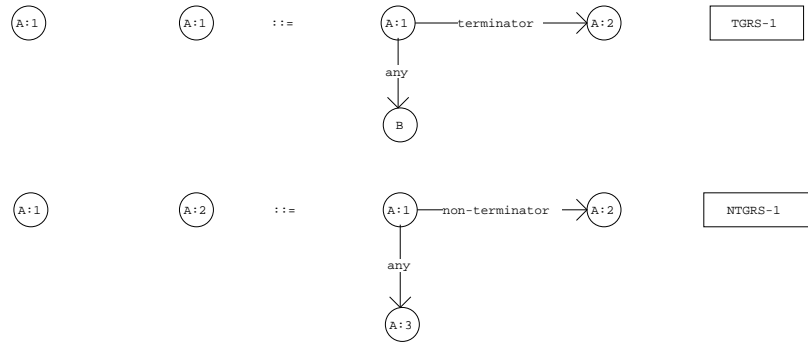 A:1 A:1 ::= A:1 terminator A:2 TGRS-1
any
B
A:1 A:2 ::= A:1 non-terminator A:2 NTGRS-1
any
A:3